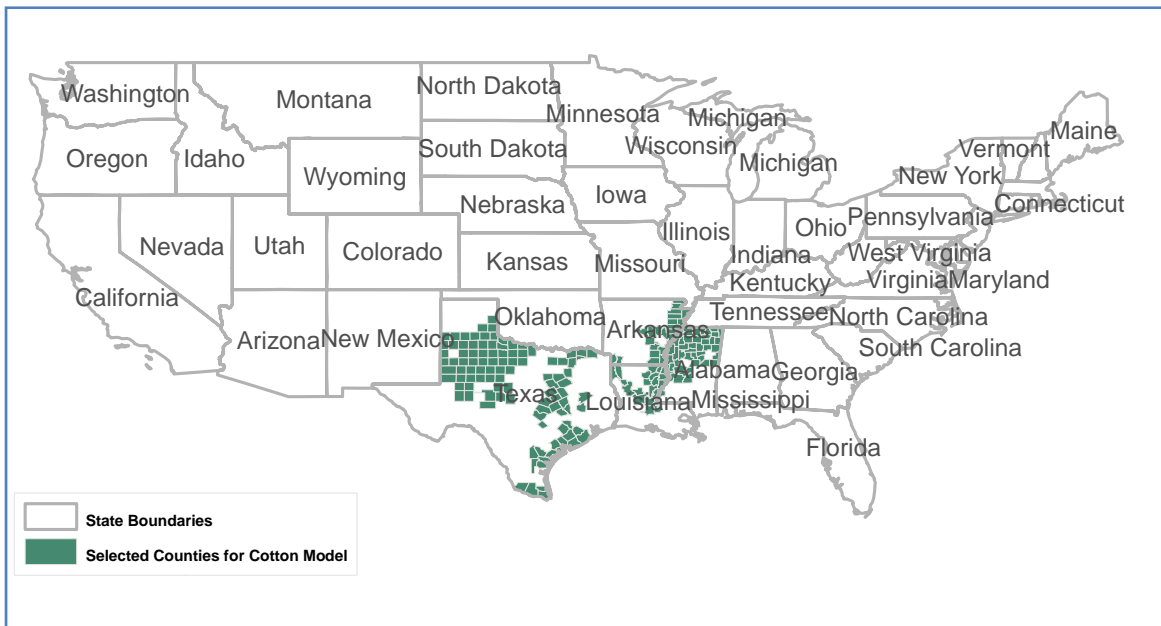 Washington
Montana
North Dakota
Minnesota
Michigan
Maine
Oregon
Idaho
South Dakota
Wisconsin
Michigan
Vermont
Wyoming
New York
Iowa
Nebraska
Connecticut
Pennsylvania
Illinois
Ohio
Nevada
Utah
Colorado
Kansas
Missouri
Indiana
West Virginia
Kentucky
Virginia
Maryland
California
Arizona
New Mexico
Oklahoma
Arkansas
Tennessee
North Carolina
South Carolina
Alabama
Georgia
Texas
Louisiana
Mississippi
Florida
State Boundaries
Selected Counties for Cotton Model